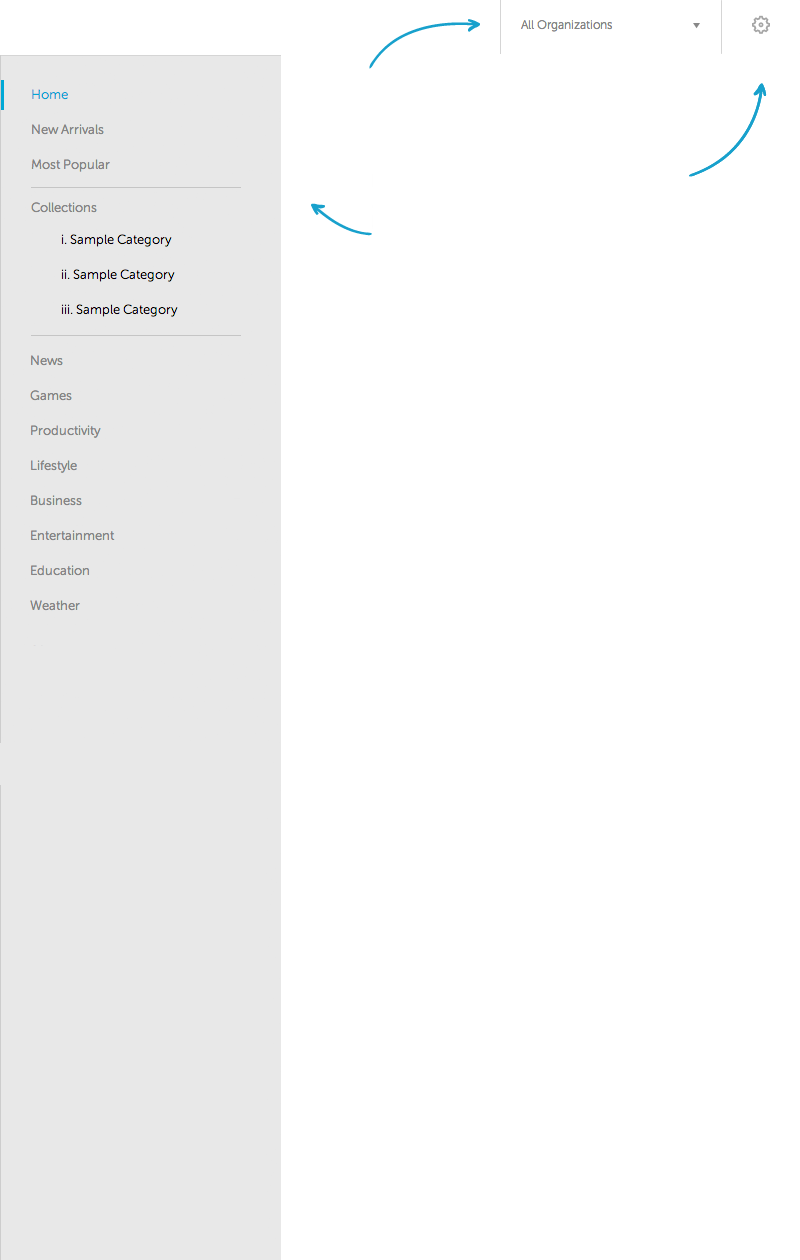 All Organizations
Home
New Arrivals
Most Popular
Collections
i. Sample Category
ii. Sample Category
iii. Sample Category
News
Games
Productivity
Lifestyle
Business
Entertainment
Education
Weather